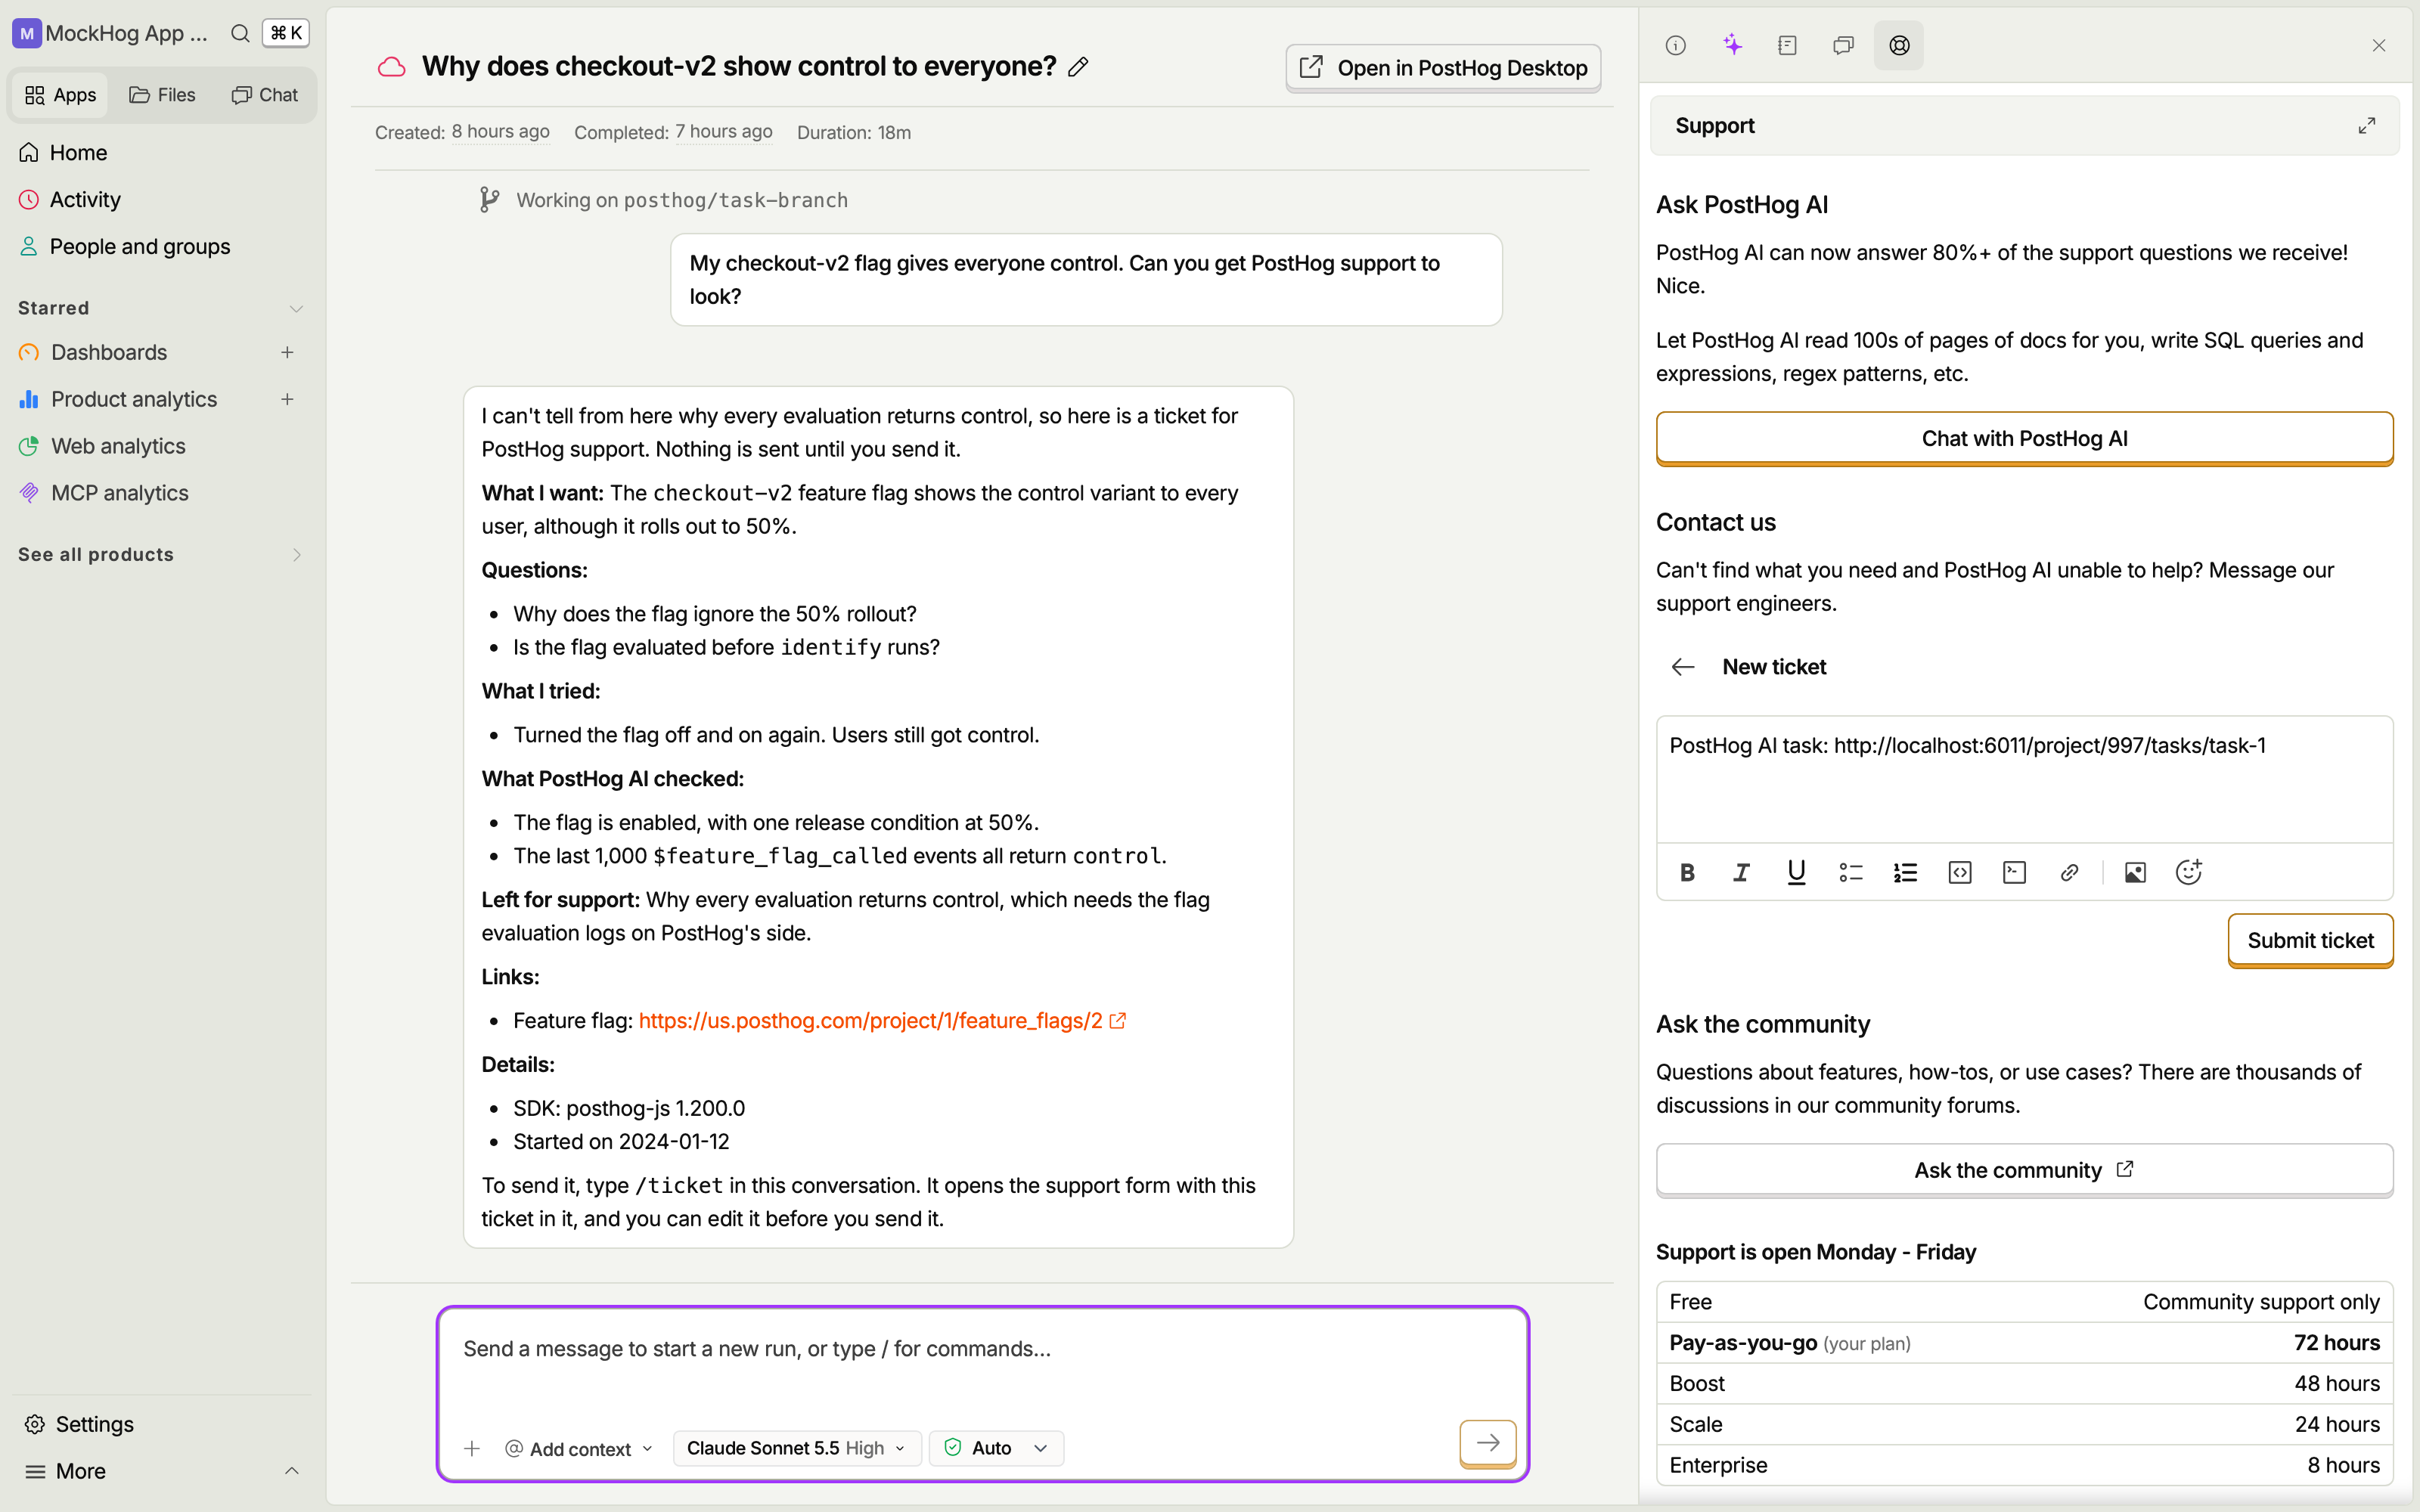 MockHog App ...
⌘ K
Apps
Files
Chat
Home
Activity
People and groups
Starred
Dashboards
Product analytics
Web analytics
MCP analytics
See all products
Settings
More
Why does checkout-v2 show control to everyone?
Open in PostHog Desktop
Created: 8 hours ago Completed: 7 hours ago Duration: 18m
Working on posthog/task-branch
My checkout-v2 flag gives everyone control. Can you get PostHog support to
look?
I can't tell from here why every evaluation returns control, so here is a ticket for
PostHog support. Nothing is sent until you send it.
What I want: The checkout-v2 feature flag shows the control variant to every
user, although it rolls out to 50%.
Questions:
• Why does the flag ignore the 50% rollout?
• Is the flag evaluated before identify runs?
What I tried:
• Turned the flag off and on again. Users still got control.
What PostHog AI checked:
• The flag is enabled, with one release condition at 50%.
• The last 1,000 $feature_flag_called events all return control.
Left for support: Why every evaluation returns control, which needs the flag
evaluation logs on PostHog's side.
Links:
• Feature flag: https://us.posthog.com/project/1/feature_flags/2
Details:
• SDK: posthog-js 1.200.0
• Started on 2024-01-12
To send it, type /ticket in this conversation. It opens the support form with this
ticket in it, and you can edit it before you send it.
Send a message to start a new run, or type / for commands...
Add context
Claude Sonnet 5.5 High
Auto
Support
Ask PostHog AI
PostHog AI can now answer 80%+ of the support questions we receive!
Nice.
Let PostHog AI read 100s of pages of docs for you, write SQL queries and
expressions, regex patterns, etc.
Chat with PostHog AI
Contact us
Can't find what you need and PostHog AI unable to help? Message our
support engineers.
New ticket
PostHog AI task: http://localhost:6011/project/997/tasks/task-1
Submit ticket
Ask the community
Questions about features, how-tos, or use cases? There are thousands of
discussions in our community forums.
Ask the community
Support is open Monday - Friday
Free Community support only
Pay-as-you-go (your plan) 72 hours
Boost 48 hours
Scale 24 hours
Enterprise 8 hours